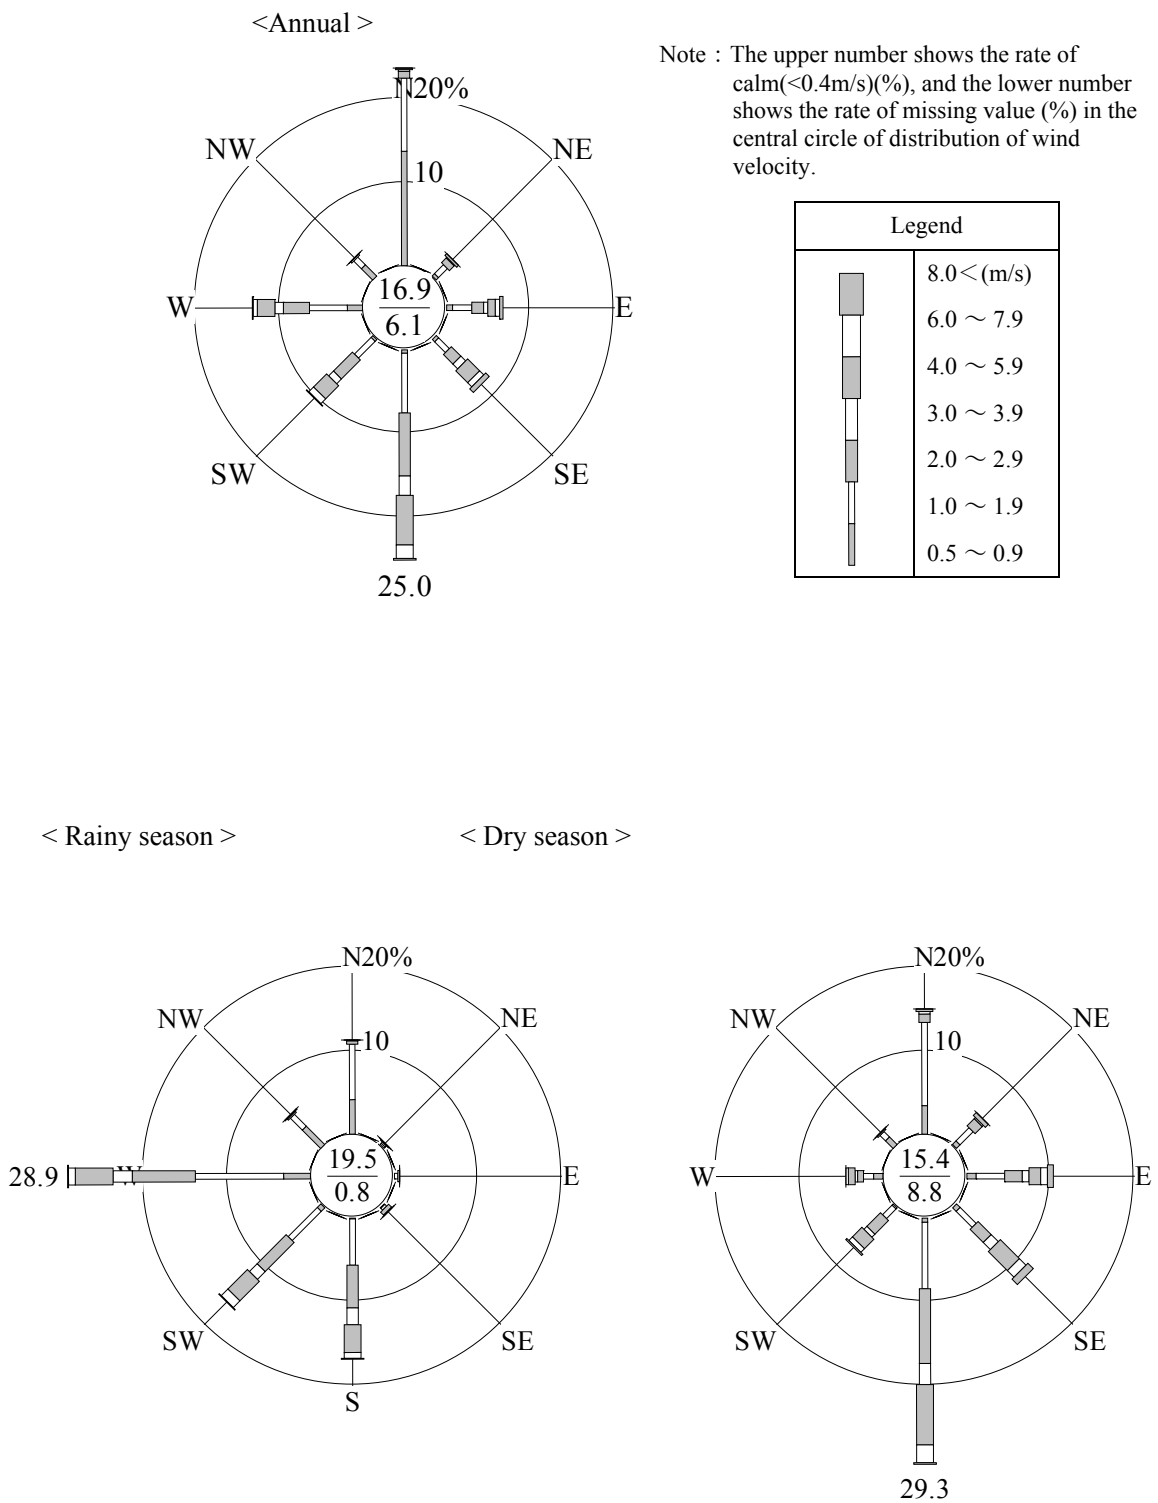 <Annual >
Note : The upper number shows the rate of
calm(<0.4m/s)(%), and the lower number
shows the rate of missing value (%) in the
central circle of distribution of wind
velocity.
N20%
NW
NE
10
16.9
6.1
W
E
SW
SE
25.0
Legend
8.0＜(m/s)
6.0 ～ 7.9
4.0 ～ 5.9
3.0 ～ 3.9
2.0 ～ 2.9
1.0 ～ 1.9
0.5 ～ 0.9
< Rainy season >
< Dry season >
N20%
NW
NE
10
19.5
0.8
28.9
W
E
SW
SE
S
N20%
NW
NE
10
15.4
8.8
W
E
SW
SE
29.3